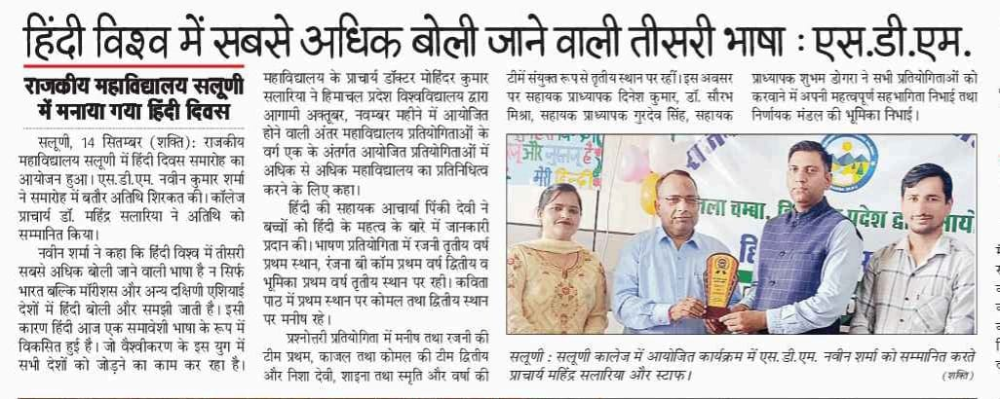 हिंदी विश्व में सबसे अधिक बोली जाने वाली तीसरी भाषा : एस.डी.एम.
राजकीय महाविद्यालय सलूणी
में मनाया गया हिंदी दिवस
सलूणी, 14 सितम्बर (शक्ति): राजकीय
महाविद्यालय सलूणी में हिंदी दिवस समारोह का
आयोजन हुआ। एस.डी.एम. नवीन कुमार शर्मा
ने समारोह में बतौर अतिथि शिरकत की। कॉलेज
प्राचार्य डॉ. महिंद्र सलारिया ने अतिथि को
सम्मानित किया।
नवीन शर्मा ने कहा कि हिंदी विश्व में तीसरी
सबसे अधिक बोली जाने वाली भाषा है न सिर्फ
भारत बल्कि मॉरीशस और अन्य दक्षिणी एशियाई
देशों में हिंदी बोली और समझी जाती है। इसी
कारण हिंदी आज एक समावेशी भाषा के रूप में
विकसित हुई है। जो वैश्वीकरण के इस युग में
सभी देशों को जोड़ने का काम कर रहा है।
महाविद्यालय के प्राचार्य डॉक्टर मोहिंदर कुमार
सलारिया ने हिमाचल प्रदेश विश्वविद्यालय द्वारा
आगामी अक्तूबर, नवम्बर महीने में आयोजित
होने वाली अंतर महाविद्यालय प्रतियोगिताओं के
वर्ग एक के अंतर्गत आयोजित प्रतियोगिताओं में
अधिक से अधिक महाविद्यालय का प्रतिनिधित्व
करने के लिए कहा।
हिंदी की सहायक आचार्या पिंकी देवी ने
बच्चों को हिंदी के महत्व के बारे में जानकारी
प्रदान की। भाषण प्रतियोगिता में रजनी तृतीय वर्ष
प्रथम स्थान, रंजना बी कॉम प्रथम वर्ष द्वितीय व
भूमिका प्रथम वर्ष तृतीय स्थान पर रही। कविता
पाठ में प्रथम स्थान पर कोमल तथा द्वितीय स्थान
पर मनीष रहे।
प्रश्नोत्तरी प्रतियोगिता में मनीष तथा रजनी की
टीम प्रथम, काजल तथा कोमल की टीम द्वितीय
और निशा देवी, शाइना तथा स्मृति और वर्षा की
टीमें संयुक्त रूप से तृतीय स्थान पर रहीं। इस अवसर
पर सहायक प्राध्यापक दिनेश कुमार, डॉ. सौरभ
मिश्रा, सहायक प्राध्यापक गुरदेव सिंह, सहायक
प्राध्यापक शुभम डोगरा ने सभी प्रतियोगिताओं को
करवाने में अपनी महत्वपूर्ण सहभागिता निभाई तथा
निर्णायक मंडल की भूमिका निभाई।
मेरी हिन्दी
जिला चम्बा,
प्रदेश द्वारा
सलूणी : सलूणी कालेज में आयोजित कार्यक्रम में एस.डी.एम. नवीन शर्मा को सम्मानित करते
प्राचार्य महिंद्र सलारिया और स्टाफ।
(शक्ति)